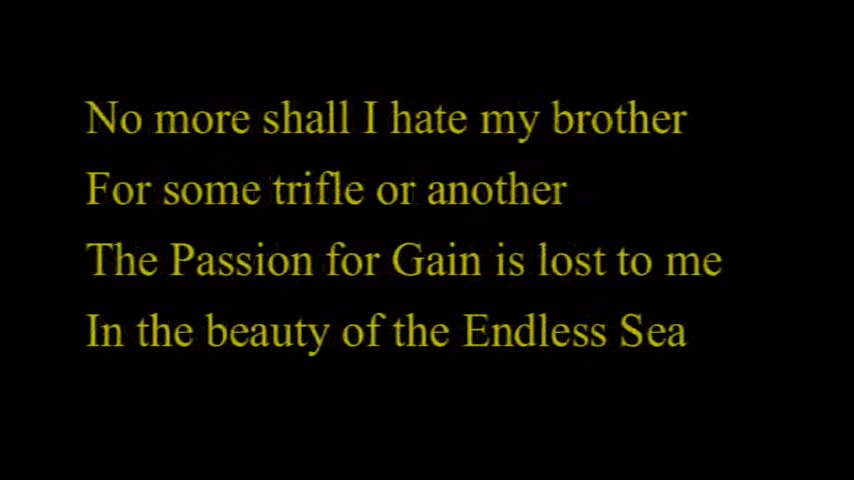 No more shall I hate my brother
For some trifle or another
The Passion for Gain is lost to me
In the beauty of the Endless Sea